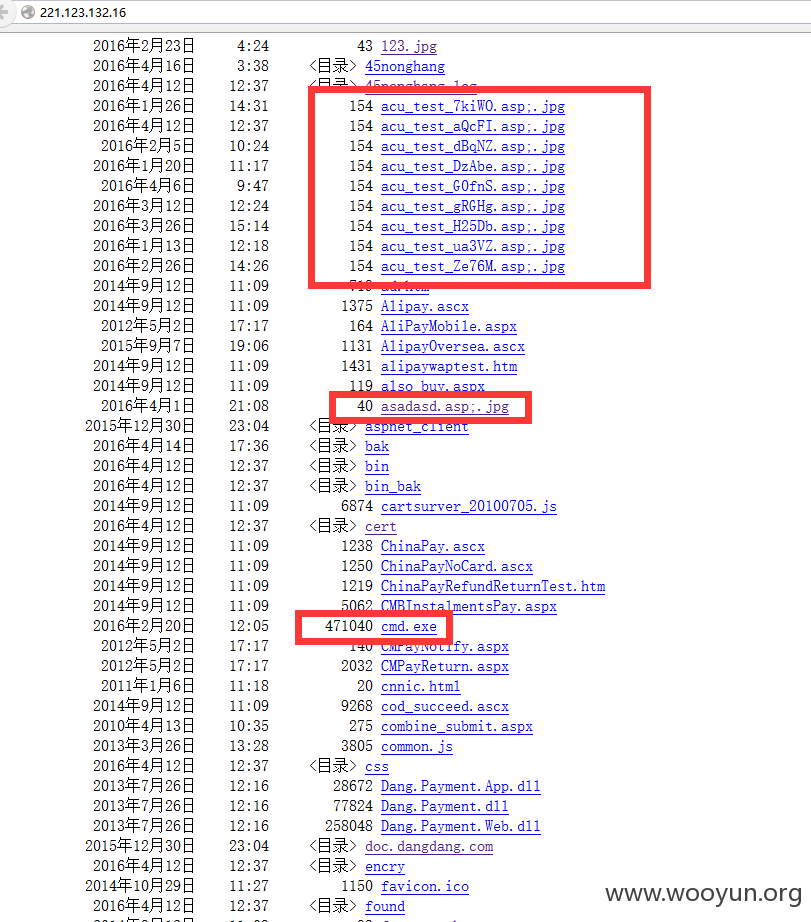 221.123.132.16
2016年2月23日 4:24 43 123.jpg
2016年4月16日 3:38 <目录> 45nonghang
2016年4月12日 12:37 <目录> 45nonghang_log
2016年1月26日 14:31 154 acu_test_7kiWO.asp;.jpg
2016年4月12日 12:37 154 acu_test_aQcFI.asp;.jpg
2016年2月5日 10:24 154 acu_test_dBqNZ.asp;.jpg
2016年1月20日 11:17 154 acu_test_DzAbe.asp;.jpg
2016年4月6日 9:47 154 acu_test_GOfnS.asp;.jpg
2016年3月12日 12:24 154 acu_test_gRGHg.asp;.jpg
2016年3月26日 15:14 154 acu_test_H25Db.asp;.jpg
2016年1月13日 12:18 154 acu_test_ua3VZ.asp;.jpg
2016年2月26日 14:26 154 acu_test_Ze76M.asp;.jpg
2014年9月12日 11:09 719 ad.htm
2014年9月12日 11:09 1375 Alipay.ascx
2012年5月2日 17:17 164 AliPayMobile.aspx
2015年9月7日 19:06 1131 AlipayOversea.ascx
2014年9月12日 11:09 1431 alipaywaptest.htm
2014年9月12日 11:09 119 also_buy.aspx
2016年4月1日 21:08 40 asadasd.asp;.jpg
2015年12月30日 23:04 <目录> aspnet_client
2016年4月14日 17:36 <目录> bak
2016年4月12日 12:37 <目录> bin
2016年4月12日 12:37 <目录> bin_bak
2014年9月12日 11:09 6874 cartsurver_20100705.js
2016年4月12日 12:37 <目录> cert
2014年9月12日 11:09 1238 ChinaPay.ascx
2014年9月12日 11:09 1250 ChinaPayNoCard.ascx
2014年9月12日 11:09 1219 ChinaPayRefundReturnTest.htm
2014年9月12日 11:09 5062 CMBInstalmentsPay.aspx
2016年2月20日 12:05 471040 cmd.exe
2012年5月2日 17:17 140 CMPayNotify.aspx
2012年5月2日 17:17 2032 CMPayReturn.aspx
2011年1月6日 11:18 20 cnnic.html
2014年9月12日 11:09 9268 cod_succeed.ascx
2010年4月13日 10:35 275 combine_submit.aspx
2013年3月26日 13:28 3805 common.js
2016年4月12日 12:37 <目录> css
2013年7月26日 12:16 28672 Dang.Payment.App.dll
2013年7月26日 12:16 77824 Dang.Payment.dll
2013年7月26日 12:16 258048 Dang.Payment.Web.dll
2015年12月30日 23:04 <目录> doc.dangdang.com
2016年4月12日 12:37 <目录> encry
2014年10月29日 11:27 1150 favicon.ico
2016年4月12日 12:37 <目录> found
www.wooyun.org